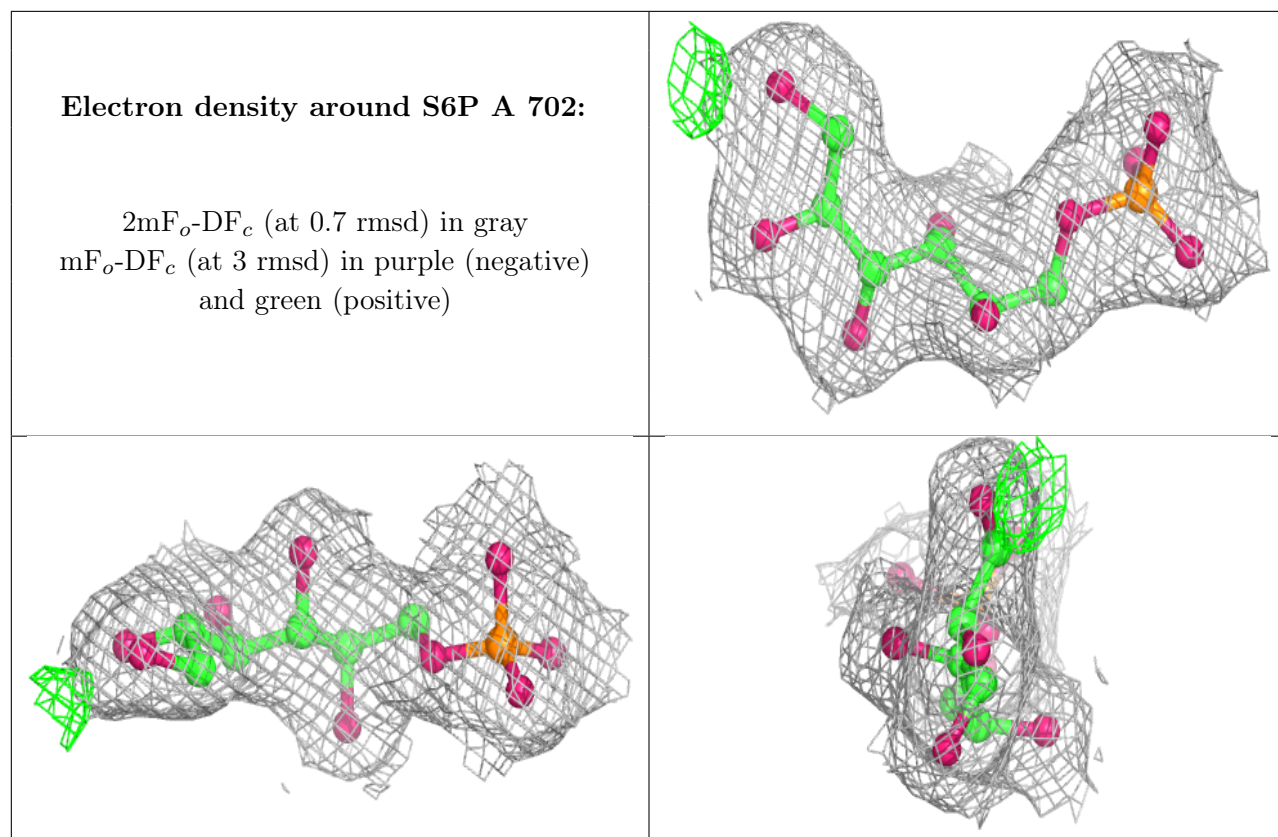 Electron density around S6P A 702:
2mFo-DFc (at 0.7 rmsd) in gray
mFo-DFc (at 3 rmsd) in purple (negative)
and green (positive)